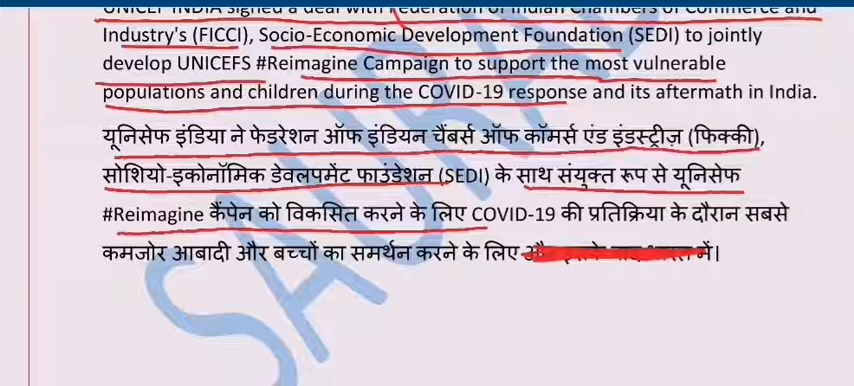 UNICEF INDIA signed a deal with Federation of Indian Chambers of Commerce and
Industry's (FICCI), Socio-Economic Development Foundation (SEDI) to jointly
develop UNICEFS #Reimagine Campaign to support the most vulnerable
populations and children during the COVID-19 response and its aftermath in India.
यूनिसेफ इंडिया ने फेडरेशन ऑफ इंडियन चैंबर्स ऑफ कॉमर्स एंड इंडस्ट्रीज़ (फिक्की),
सोशियो-इकोनॉमिक डेवलपमेंट फाउंडेशन (SEDI) के साथ संयुक्त रूप से यूनिसेफ
#Reimagine कैंपेन को विकसित करने के लिए COVID-19 की प्रतिक्रिया के दौरान सबसे
कमजोर आबादी और बच्चों का समर्थन करने के लिए में।